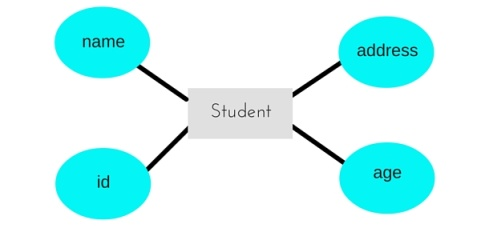 name
address
Student
id
age